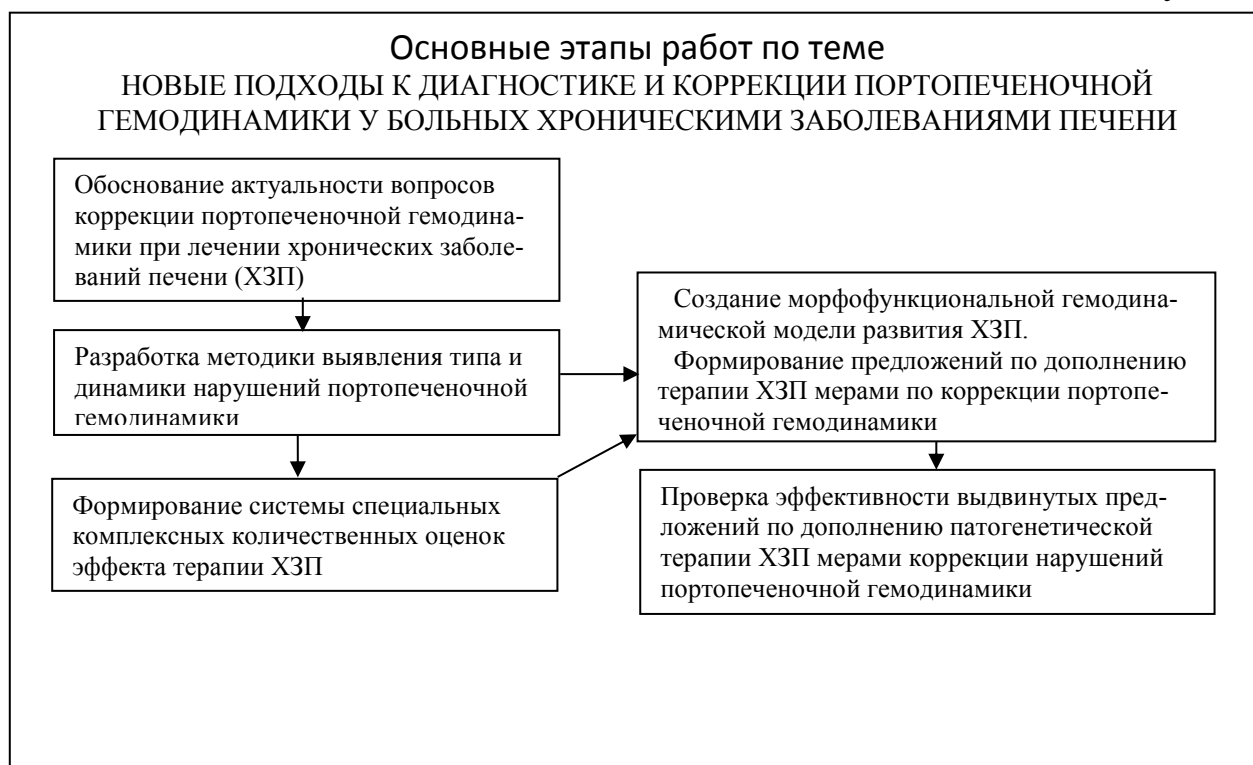 Основные этапы работ по теме
НОВЫЕ ПОДХОДЫ К ДИАГНОСТИКЕ И КОРРЕКЦИИ ПОРТОПЕЧЕНОЧНОЙ
ГЕМОДИНАМИКИ У БОЛЬНЫХ ХРОНИЧЕСКИМИ ЗАБОЛЕВАНИЯМИ ПЕЧЕНИ
Обоснование актуальности вопросов
коррекции портопеченочной гемодина-
мики при лечении хронических заболе-
ваний печени (ХЗП)
Разработка методики выявления типа и
динамики нарушений портопеченочной
гемодинамики
Формирование системы специальных
комплексных количественных оценок
эффекта терапии ХЗП
Создание морфофункциональной гемодина-
мической модели развития ХЗП.
Формирование предложений по дополнению
терапии ХЗП мерами по коррекции портопе-
ченочной гемодинамики
Проверка эффективности выдвинутых пред-
ложений по дополнению патогенетической
терапии ХЗП мерами коррекции нарушений
портопеченочной гемодинамики